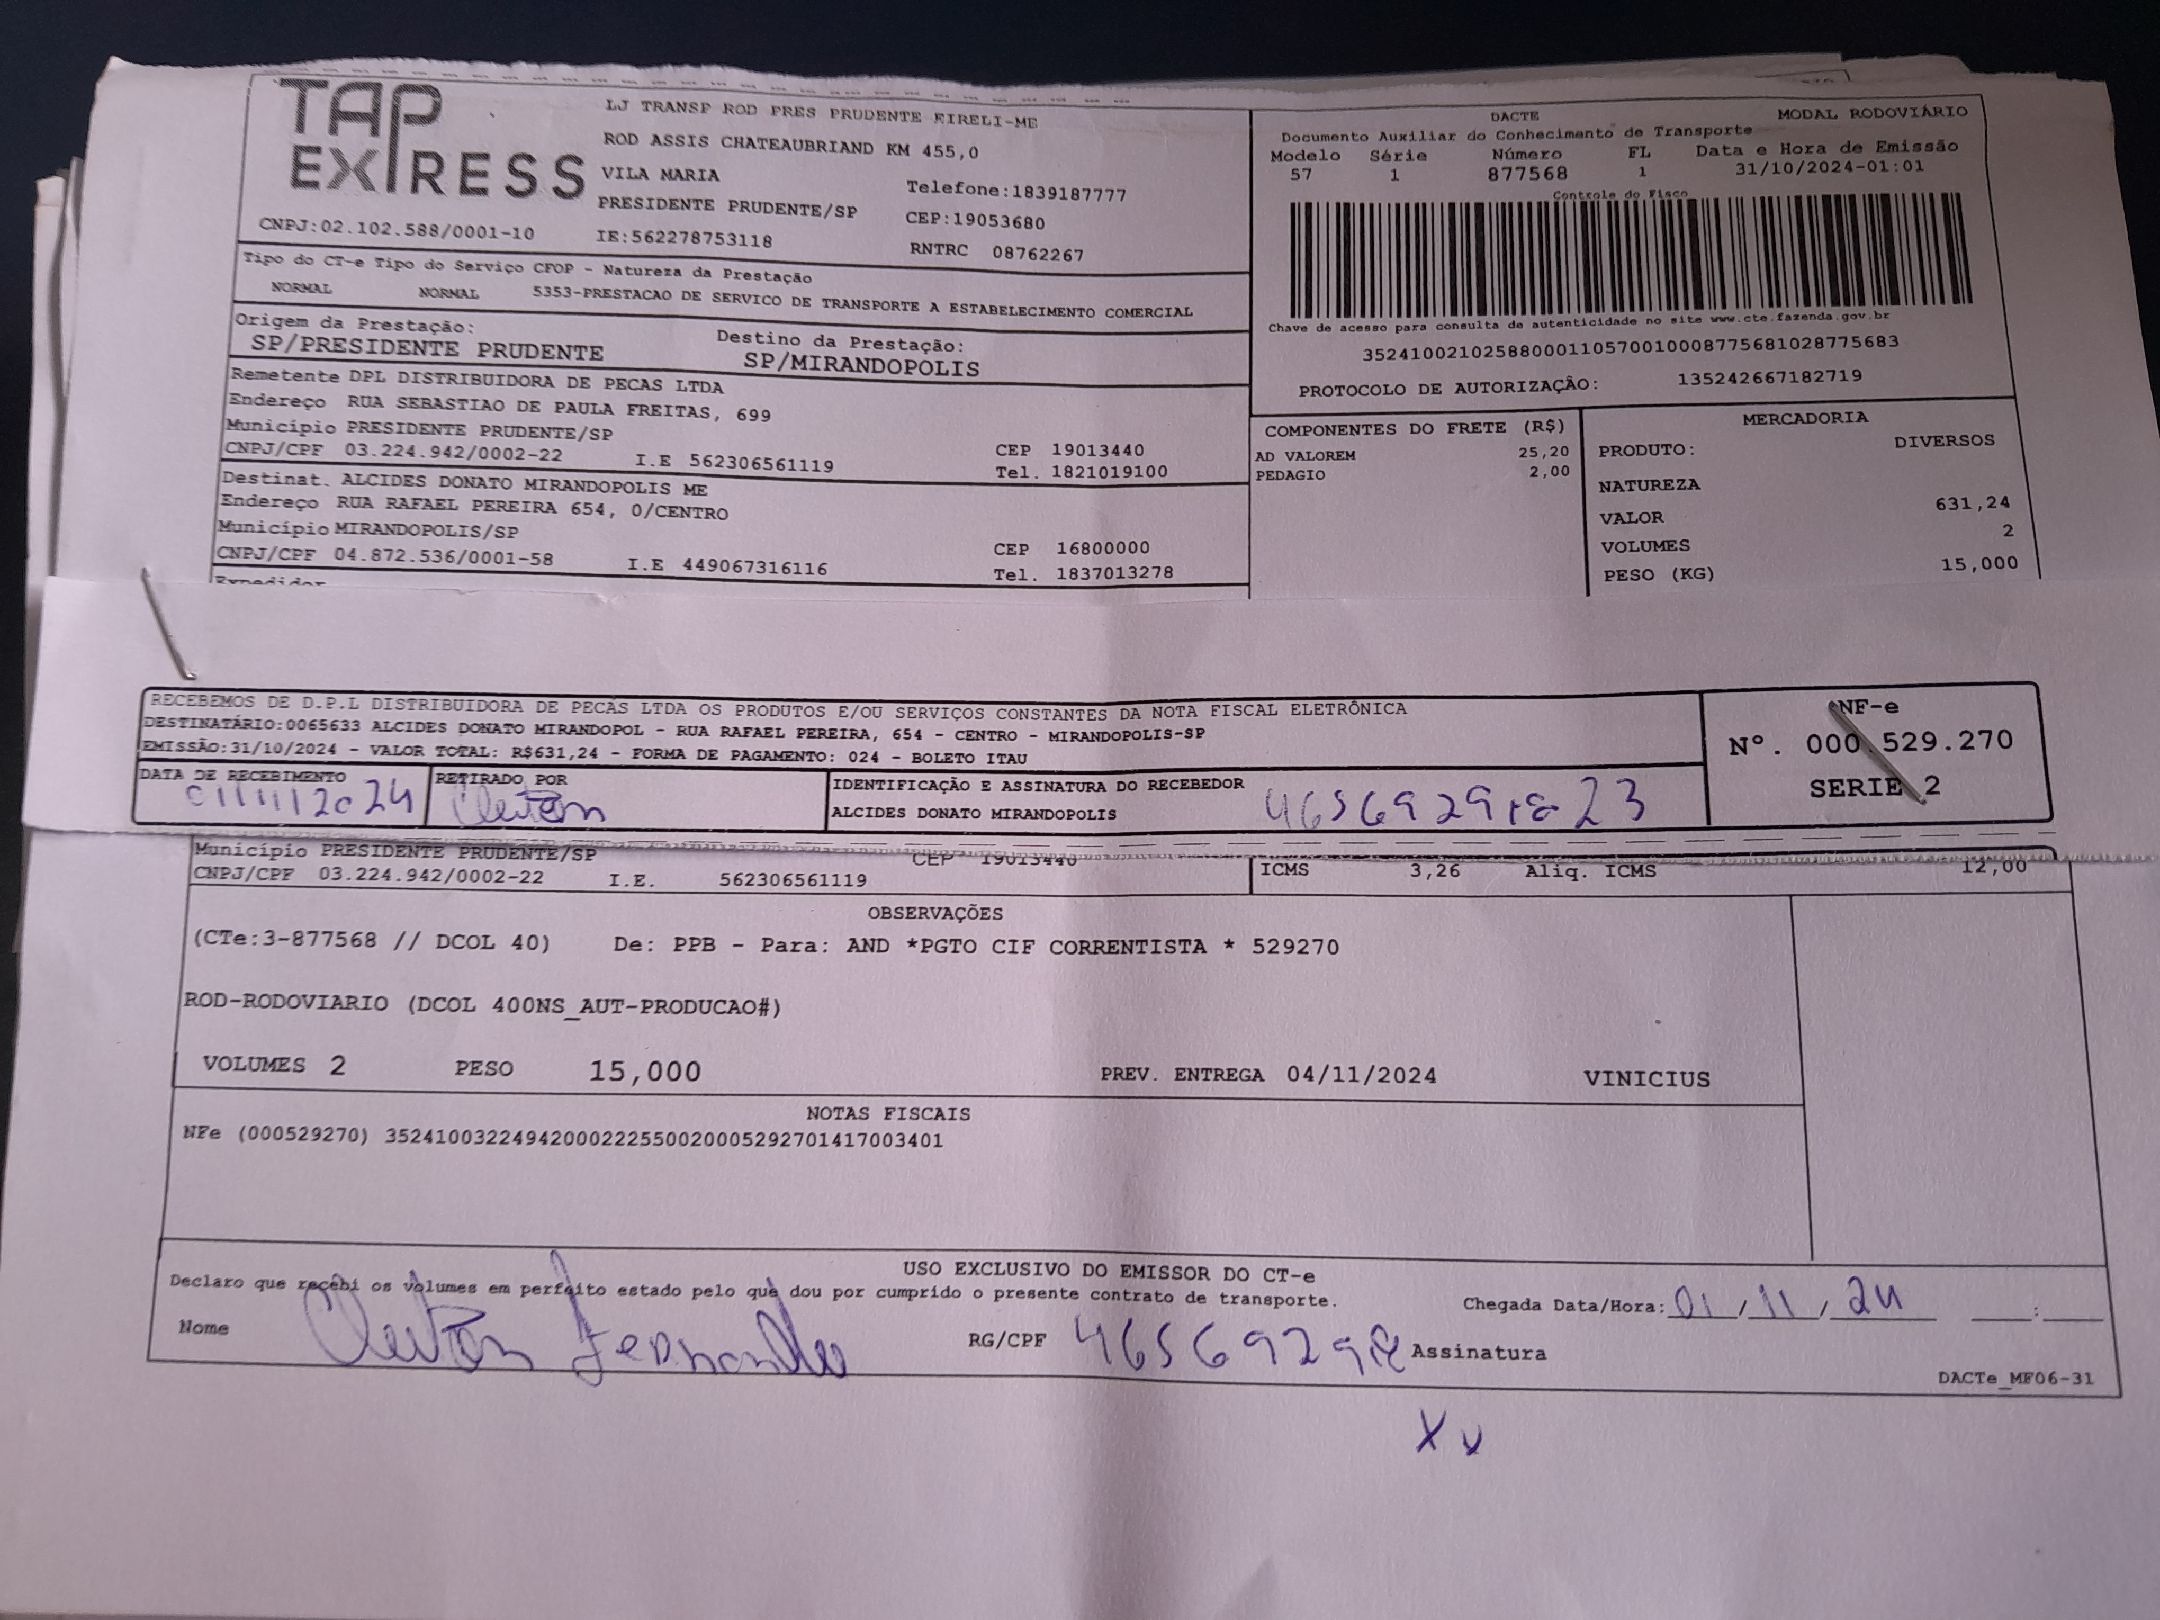 TAP
EXPRESS
LJ TRANSP ROD PRES PRUDENTE EIRELI-ME
ROD ASSIS CHATEAUBRIAND KM 455,0
VILA MARIA
Telefone:1839187777
PRESIDENTE PRUDENTE/SP
CEP:19053680
CNPJ:02.102.588/0001-10
IE:562278753118
RNTRC 08762267
DACTE
MODAL RODOVIÁRIO
Documento Auxiliar do Conhecimento de Transporte
Modelo Série Número FL Data e Hora de Emissão
57 1 877568 1 31/10/2024-01:01
Controle do Fisco
Chave de acesso para consulta de autenticidade no site www.cte.fazenda.gov.br
35241002102588000110570010008775681028775683
PROTOCOLO DE AUTORIZAÇÃO: 135242667182719
Tipo do CT-e Tipo do Serviço CFOP - Natureza da Prestação
NORMAL NORMAL 5353-PRESTACAO DE SERVICO DE TRANSPORTE A ESTABELECIMENTO COMERCIAL
Origem da Prestação: Destino da Prestação:
SP/PRESIDENTE PRUDENTE SP/MIRANDOPOLIS
Remetente DPL DISTRIBUIDORA DE PECAS LTDA
Endereço RUA SEBASTIAO DE PAULA FREITAS, 699
Município PRESIDENTE PRUDENTE/SP CEP 19013440
CNPJ/CPF 03.224.942/0002-22 I.E 562306561119 Tel. 1821019100
Destinat. ALCIDES DONATO MIRANDOPOLIS ME
Endereço RUA RAFAEL PEREIRA 654, 0/CENTRO
Município MIRANDOPOLIS/SP CEP 16800000
CNPJ/CPF 04.872.536/0001-58 I.E 449067316116 Tel. 1837013278
Expedidor
COMPONENTES DO FRETE (R$)
AD VALOREM 25,20
PEDAGIO 2,00
MERCADORIA
PRODUTO: DIVERSOS
NATUREZA
VALOR 631,24
VOLUMES 2
PESO (KG) 15,000
RECEBEMOS DE D.P.L DISTRIBUIDORA DE PECAS LTDA OS PRODUTOS E/OU SERVIÇOS CONSTANTES DA NOTA FISCAL ELETRÔNICA
DESTINATÁRIO:0065633 ALCIDES DONATO MIRANDOPOL - RUA RAFAEL PEREIRA, 654 - CENTRO - MIRANDOPOLIS-SP
EMISSÃO:31/10/2024 - VALOR TOTAL: R$631,24 - FORMA DE PAGAMENTO: 024 - BOLETO ITAU
DATA DE RECEBIMENTO RETIRADO POR IDENTIFICAÇÃO E ASSINATURA DO RECEBEDOR
01/11/2024 Cleiton ALCIDES DONATO MIRANDOPOLIS
NF-e
Nº. 000.529.270
SERIE 2
Município PRESIDENTE PRUDENTE/SP CEP 19013440
CNPJ/CPF 03.224.942/0002-22 I.E. 562306561119
ICMS 3,26 Aliq. ICMS 12,00
OBSERVAÇÕES
(CTe:3-877568 // DCOL 40) De: PPB - Para: AND *PGTO CIF CORRENTISTA * 529270
ROD-RODOVIARIO (DCOL 400NS_AUT-PRODUCAO#)
VOLUMES 2 PESO 15,000 PREV. ENTREGA 04/11/2024 VINICIUS
NOTAS FISCAIS
NFe (000529270) 35241003224942000222550020005292701417003401
USO EXCLUSIVO DO EMISSOR DO CT-e
Declaro que recebi os volumes em perfeito estado pelo que dou por cumprido o presente contrato de transporte.
Chegada Data/Hora: 01/11/24 :
Nome Cleiton Fernandes RG/CPF Assinatura
DACTe_MF06-31